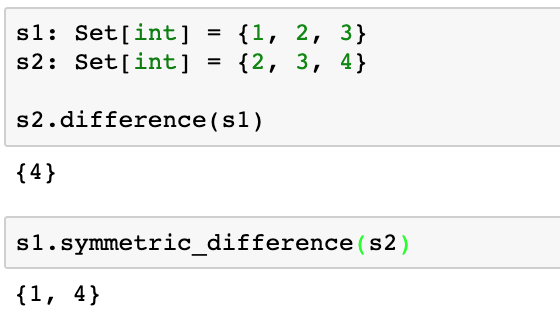 s1: Set[int] = {1, 2, 3}
s2: Set[int] = {2, 3, 4}
s2.difference(s1)
{4}
s1.symmetric_difference(s2)
{1, 4}